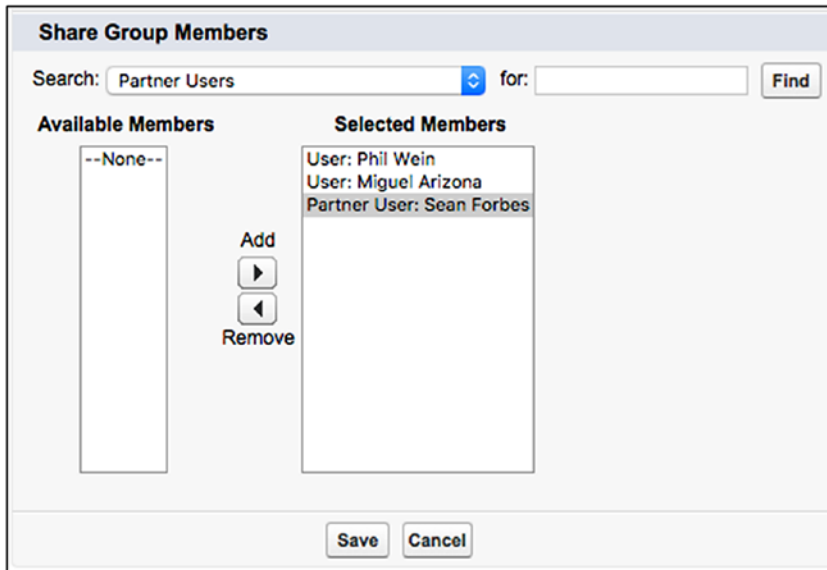 Share Group Members
Search: Partner Users for: Find
Available Members Selected Members
--None--
User: Phil Wein
User: Miguel Arizona
Partner User: Sean Forbes
Add
Remove
Save Cancel